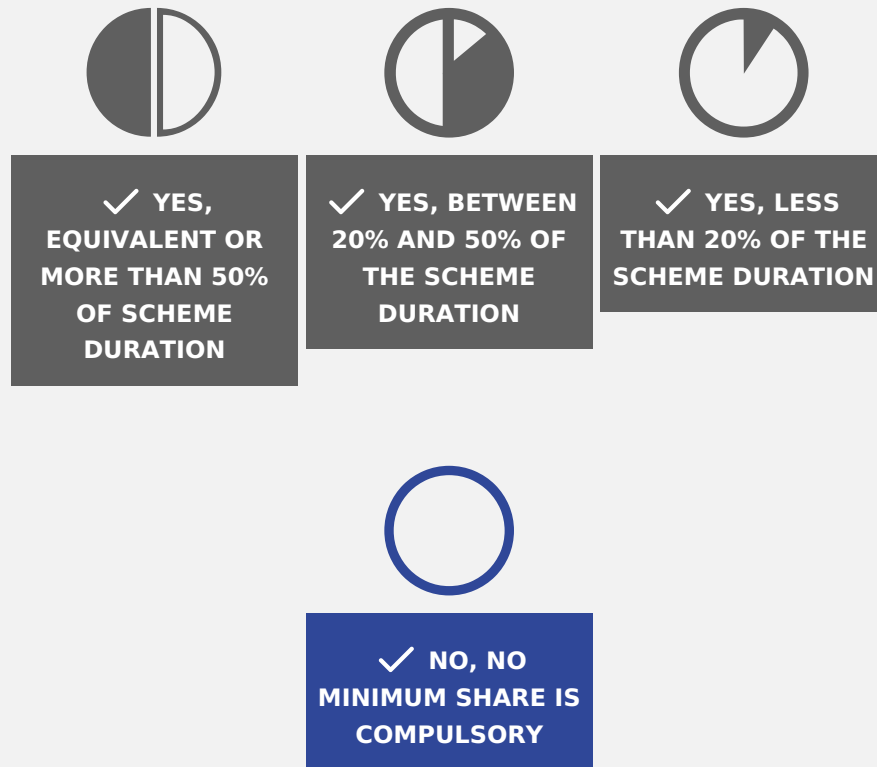 ✓ YES,
EQUIVALENT OR
MORE THAN 50%
OF SCHEME
DURATION
✓ YES, BETWEEN
20% AND 50% OF
THE SCHEME
DURATION
✓ YES, LESS
THAN 20% OF THE
SCHEME DURATION
✓ NO, NO
MINIMUM SHARE IS
COMPULSORY